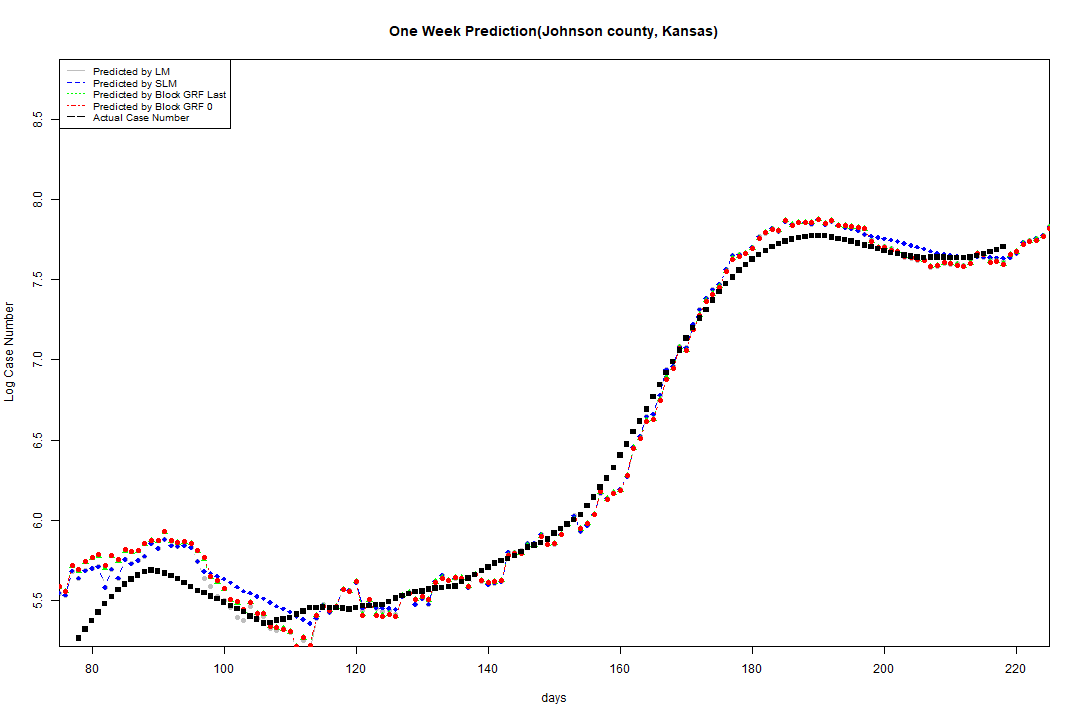 One Week Prediction(Johnson county, Kansas)
Predicted by LM
Predicted by SLM
Predicted by Block GRF Last
Predicted by Block GRF 0
Actual Case Number
8.5
8.0
7.5
7.0
6.5
6.0
5.5
Log Case Number
80 100 120 140 160 180 200 220
days